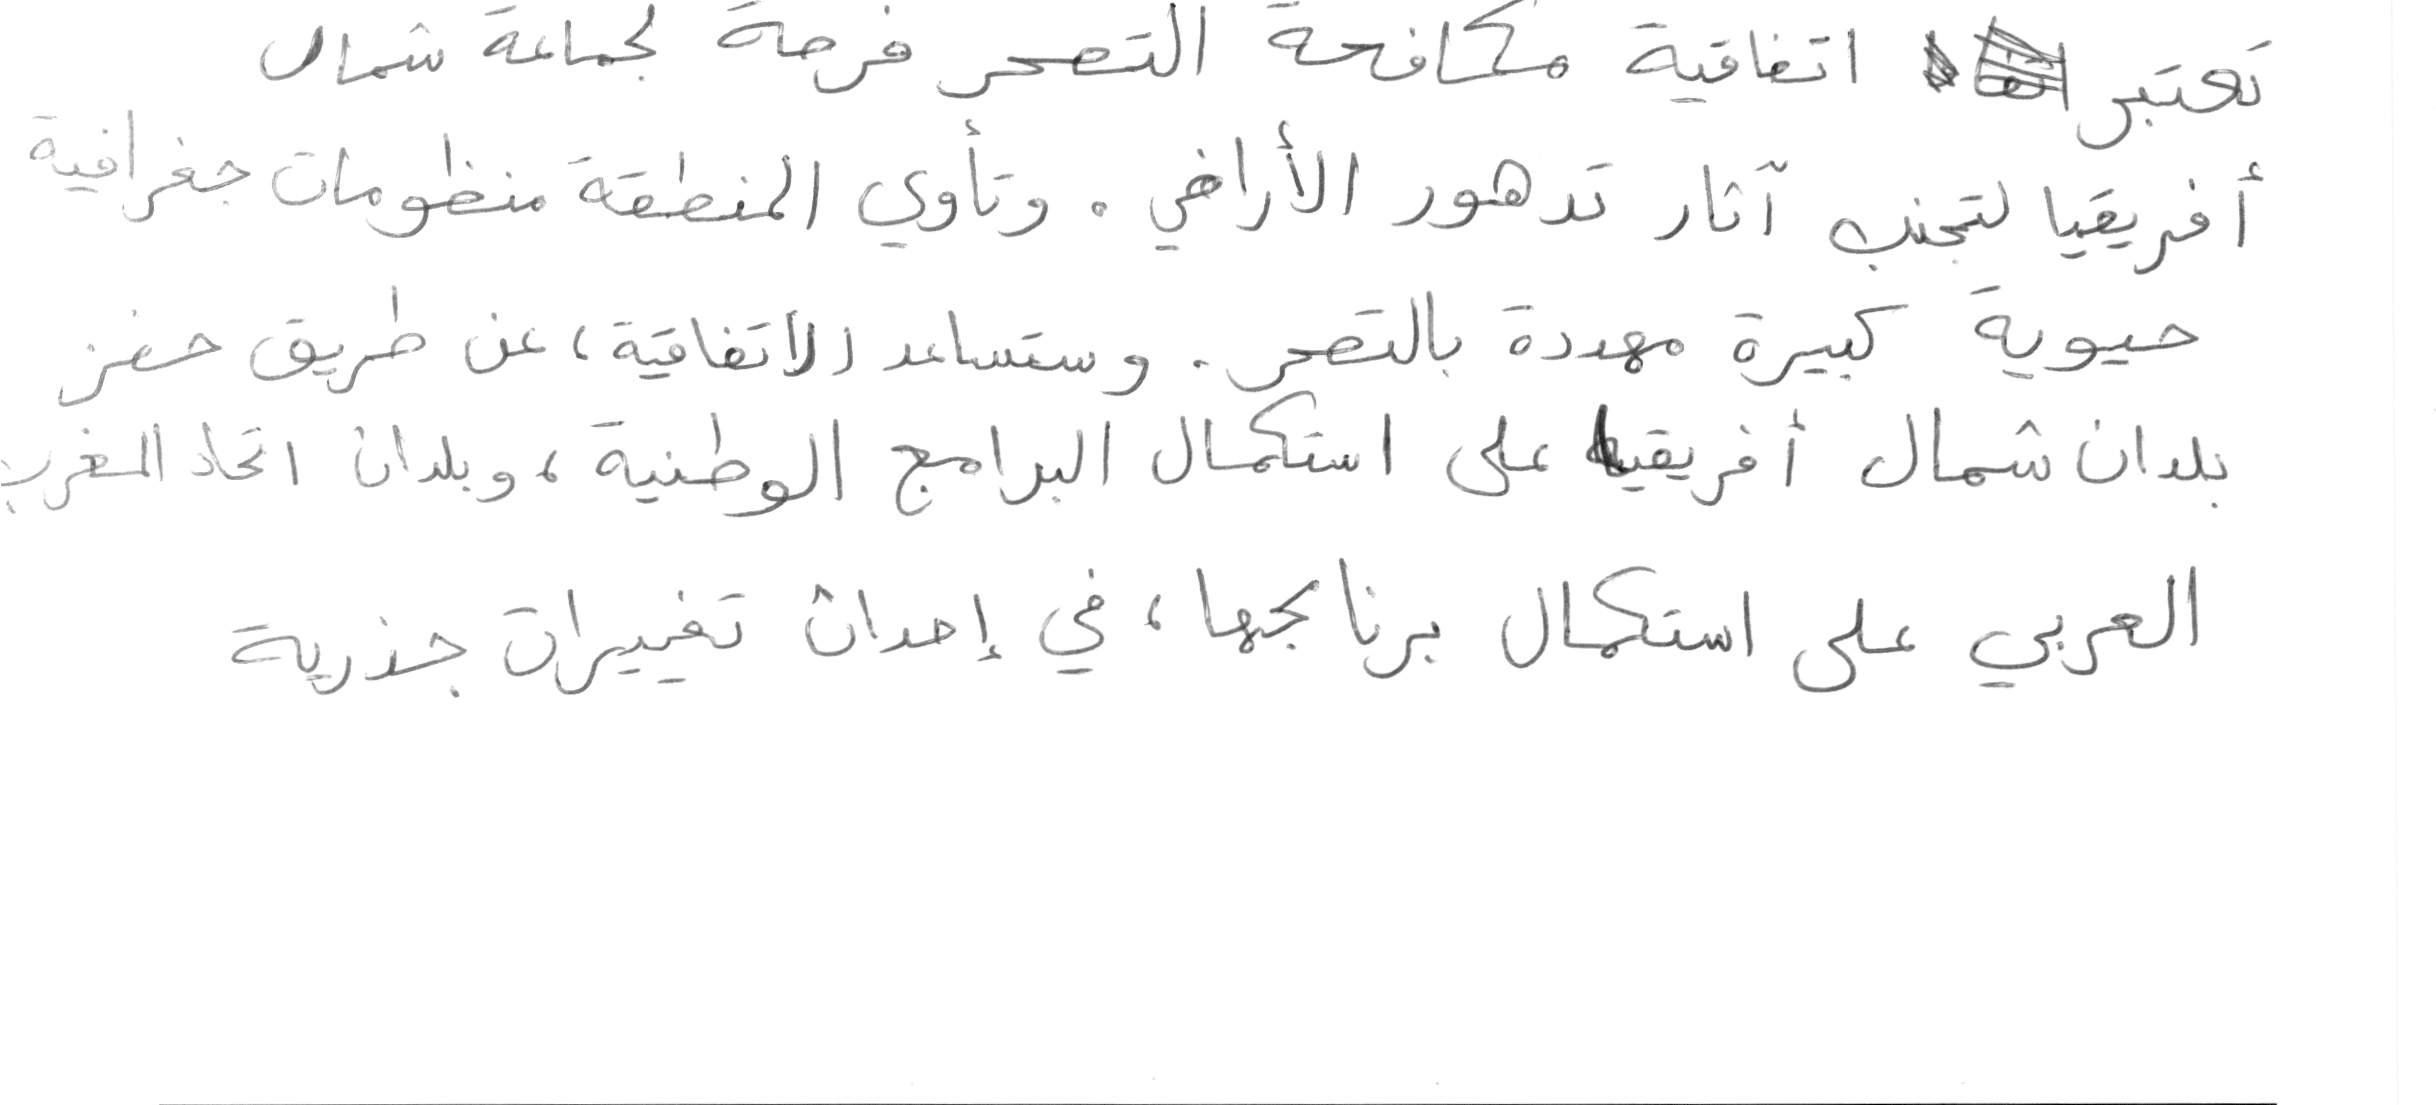 تعتبر اتفاقية مكافحة التصحر فرصة لجماعة شمال
أفريقيا لتجنب آثار تدهور الأراضي . وتأوي المنطقة منظومات جغرافية
حيوية كبيرة مهددة بالتصحر . وستساعد الاتفاقية، عن طريق حفز
بلدان شمال أفريقيا على استكمال البرامج الوطنية، وبلدان اتحاد المغرب
العربي على استكمال برنامجها، في إحداث تغييرات جذرية